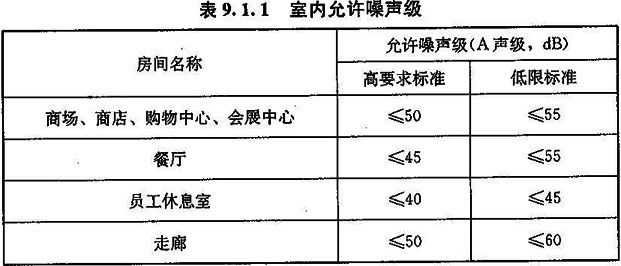 表 9.1.1 室内允许噪声级
房间名称 允许噪声级(A声级，dB)
高要求标准 低限标准
商场、商店、购物中心、会展中心 ≤50 ≤55
餐厅 ≤45 ≤55
员工休息室 ≤40 ≤45
走廊 ≤50 ≤60